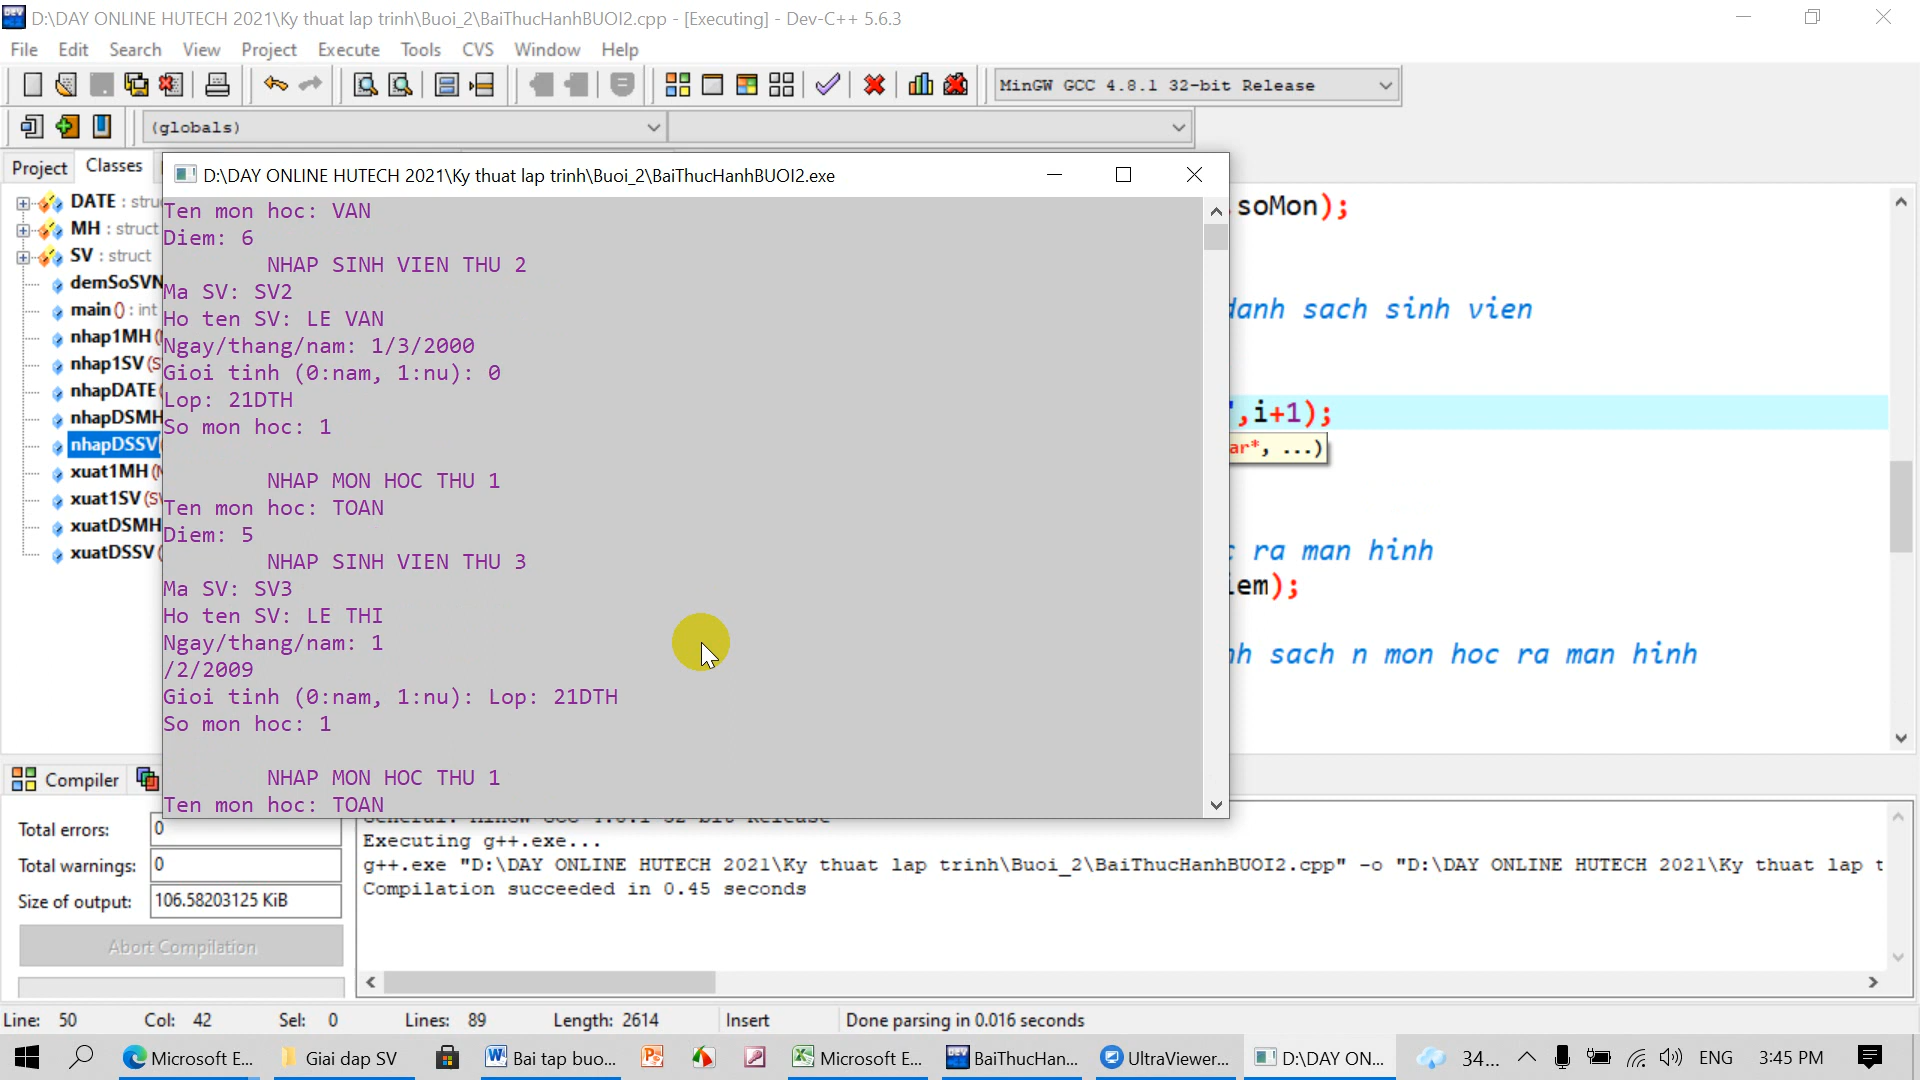 D:\DAY ONLINE HUTECH 2021\Ky thuat lap trinh\Buoi_2\BaiThucHanhBUOI2.cpp - [Executing] - Dev-C++ 5.6.3
File Edit Search View Project Execute Tools CVS Window Help
MinGW GCC 4.8.1 32-bit Release
(globals)
Project Classes
D:\DAY ONLINE HUTECH 2021\Ky thuat lap trinh\Buoi_2\BaiThucHanhBUOI2.exe
DATE : stru
MH : struct
SV : struct
demSoSVN
main () : int
nhap1MH (
nhap1SV (S
nhapDATE
nhapDSMH
nhapDSSV
xuat1MH (
xuat1SV (S
xuatDSMH
xuatDSSV (
Ten mon hoc: VAN
Diem: 6
NHAP SINH VIEN THU 2
Ma SV: SV2
Ho ten SV: LE VAN
Ngay/thang/nam: 1/3/2000
Gioi tinh (0:nam, 1:nu): 0
Lop: 21DTH
So mon hoc: 1
NHAP MON HOC THU 1
Ten mon hoc: TOAN
Diem: 5
NHAP SINH VIEN THU 3
Ma SV: SV3
Ho ten SV: LE THI
Ngay/thang/nam: 1
/2/2009
Gioi tinh (0:nam, 1:nu): Lop: 21DTH
So mon hoc: 1
NHAP MON HOC THU 1
Ten mon hoc: TOAN
soMon);
danh sach sinh vien
",i+1);
ar*, ...)
ra man hinh
em);
nh sach n mon hoc ra man hinh
Compiler
Total errors: 0
Total warnings: 0
Size of output: 106.58203125 KiB
Abort Compilation
Executing g++.exe...
g++.exe "D:\DAY ONLINE HUTECH 2021\Ky thuat lap trinh\Buoi_2\BaiThucHanhBUOI2.cpp" -o "D:\DAY ONLINE HUTECH 2021\Ky thuat lap t
Compilation succeeded in 0.45 seconds
Line: 50 Col: 42 Sel: 0 Lines: 89 Length: 2614 Insert Done parsing in 0.016 seconds
Microsoft E... Giai dap SV Bai tap buo... Microsoft E... BaiThucHan... UltraViewer... D:\DAY ON... 34... ENG 3:45 PM